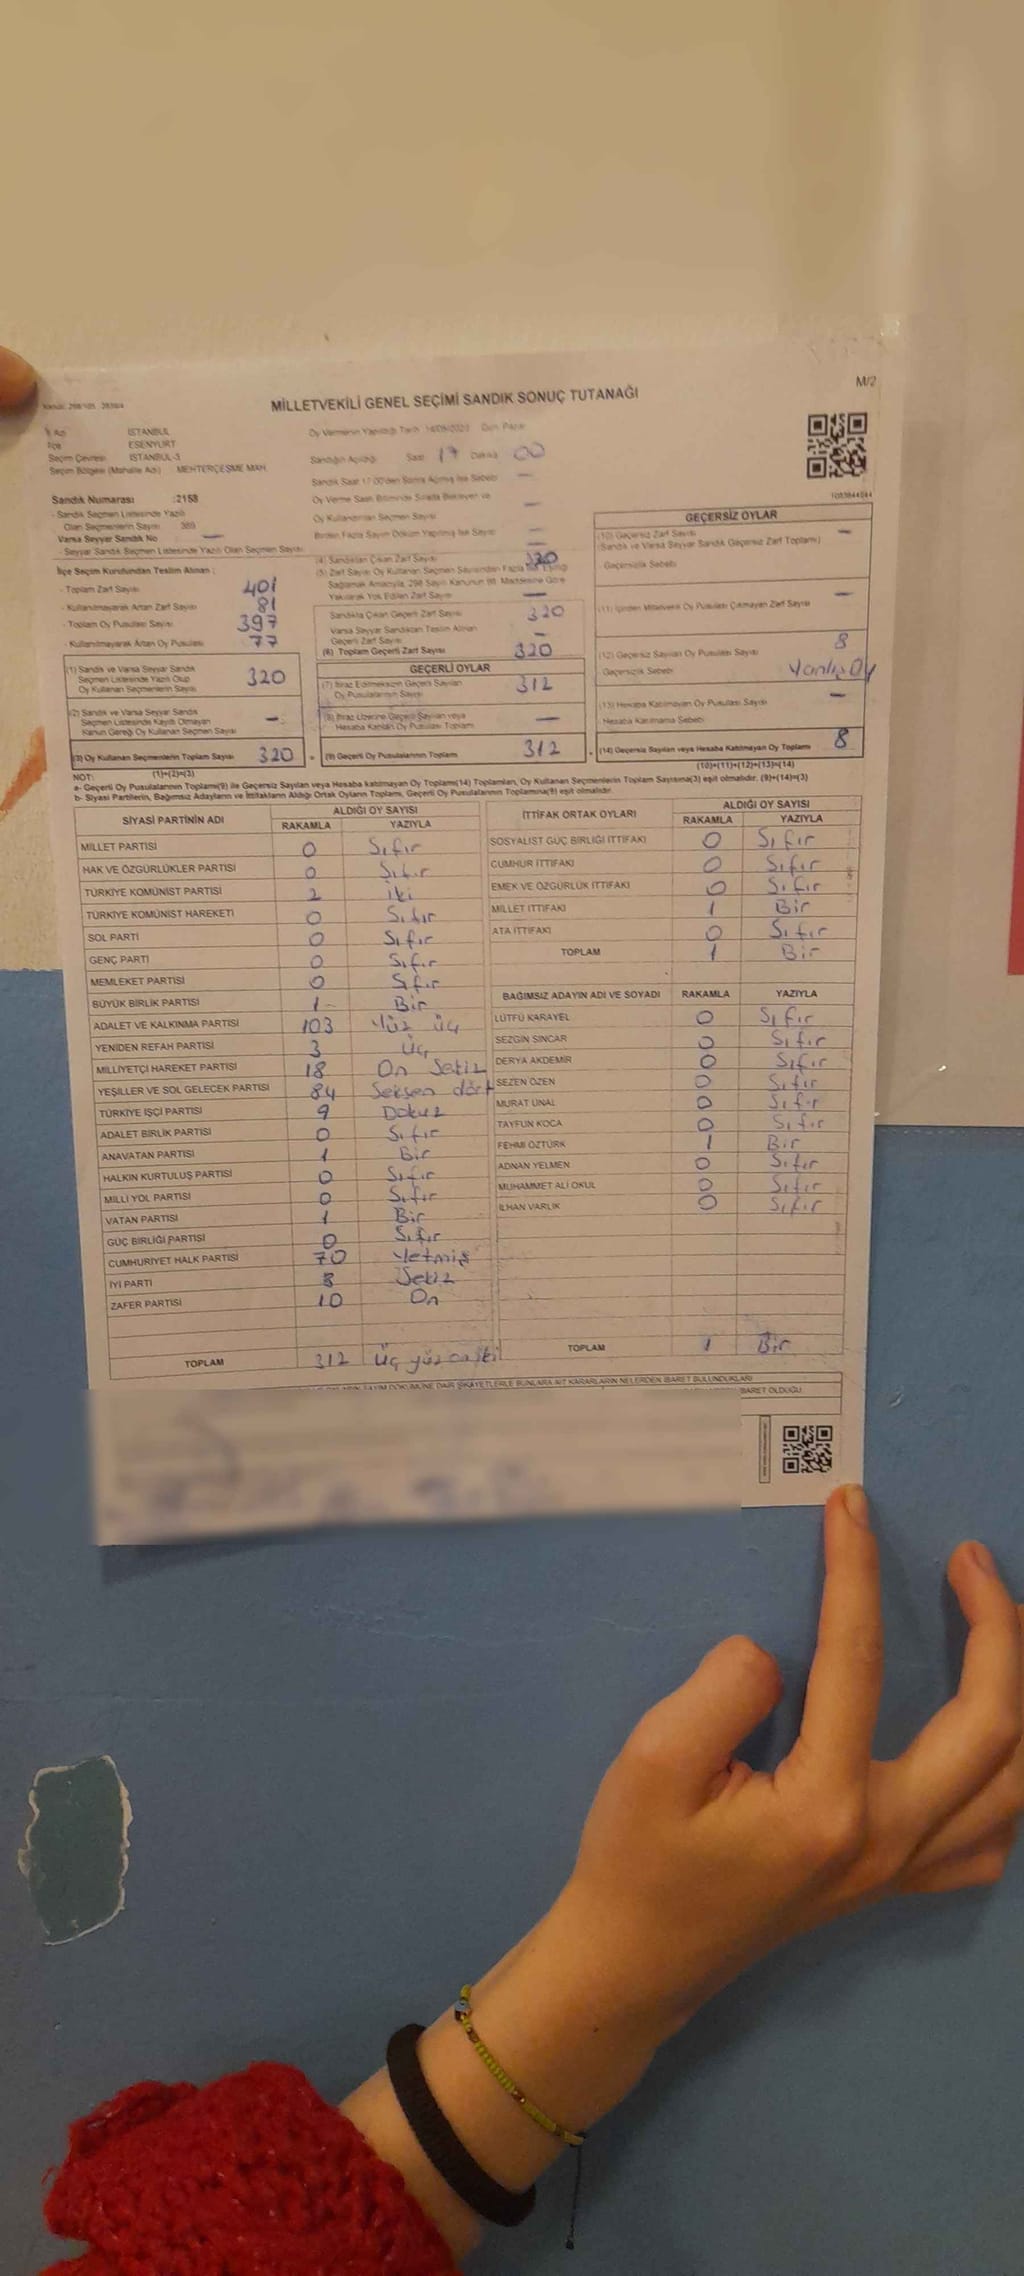 M/2
MİLLETVEKİLİ GENEL SEÇİMİ SANDIK SONUÇ TUTANAĞI
İl Adı İSTANBUL
İlçe ESENYURT
Seçim Çevresi İSTANBUL-3
Seçim Bölgesi (Mahalle Adı) MEHTERÇEŞME MAH.
Sandık Numarası :2158
- Sandık Seçmen Listesinde Yazılı
Olan Seçmenlerin Sayısı 389
Varsa Seyyar Sandık No —
- Seyyar Sandık Seçmen Listesinde Yazılı Olan Seçmen Sayısı
Oy Vermenin Yapıldığı Tarih 14/05/2023 Gün Pazar
Sandığın Açıldığı Saat 17 Dakika 00
Sandık Saat 17.00'den Sonra Açılmış İse Sebebi —
Oy Verme Saati Bitiminde Sırada Bekleyen ve
Oy Kullandırılan Seçmen Sayısı —
Birden Fazla Sayım Döküm Yapılmış İse Sayısı —
İlçe Seçim Kurulundan Teslim Alınan :
- Toplam Zarf Sayısı 401
- Kullanılmayarak Artan Zarf Sayısı 81
- Toplam Oy Pusulası Sayısı 397
- Kullanılmayarak Artan Oy Pusulası 77
(1) Sandık ve Varsa Seyyar Sandık
Seçmen Listesinde Yazılı Olup
Oy Kullanan Seçmenlerin Sayısı 320
(2) Sandık ve Varsa Seyyar Sandık
Seçmen Listesinde Kayıtlı Olmayan
Kanun Gereği Oy Kullanan Seçmen Sayısı —
(3) Oy Kullanan Seçmenlerin Toplam Sayısı 320
(1)+(2)=(3)
(4) Sandıktan Çıkan Zarf Sayısı 320
(5) Zarf Sayısı Oy Kullanan Seçmen Sayısından Fazla İse Eşitliği
Sağlamak Amacıyla, 298 Sayılı Kanunun 98. Maddesine Göre
Yakılarak Yok Edilen Zarf Sayısı —
Sandıkta Çıkan Geçerli Zarf Sayısı 320
Varsa Seyyar Sandıktan Teslim Alınan
Geçerli Zarf Sayısı —
(6) Toplam Geçerli Zarf Sayısı 320
GEÇERLİ OYLAR
(7) İtiraz Edilmeksizin Geçerli Sayılan
Oy Pusulalarının Sayısı 312
(8) İtiraz Üzerine Geçerli Sayılan veya
Hesaba Katılan Oy Pusulası Toplamı —
(9) Geçerli Oy Pusulalarının Toplamı 312
GEÇERSİZ OYLAR
(10) Geçersiz Zarf Sayısı —
(Sandık ve Varsa Seyyar Sandık Geçersiz Zarf Toplamı)
Geçersizlik Sebebi
(11) İçinden Milletvekili Oy Pusulası Çıkmayan Zarf Sayısı —
(12) Geçersiz Sayılan Oy Pusulası Sayısı 8
Geçersizlik Sebebi Yanlış Oy
(13) Hesaba Katılmayan Oy Pusulası Sayısı —
Hesaba Katılmama Sebebi
(14) Geçersiz Sayılan veya Hesaba Katılmayan Oy Toplamı 8
(10)+(11)+(12)+(13)=(14)
NOT:
a- Geçerli Oy Pusulalarının Toplamı(9) ile Geçersiz Sayılan veya Hesaba katılmayan Oy Toplamı(14) Toplamları, Oy Kullanan Seçmenlerin Toplam Sayısına(3) eşit olmalıdır. (9)+(14)=(3)
b- Siyasi Partilerin, Bağımsız Adayların ve İttifakların Aldığı Ortak Oyların Toplamı, Geçerli Oy Pusulalarının Toplamına(9) eşit olmalıdır.
SİYASİ PARTİNİN ADI ALDIĞI OY SAYISI
RAKAMLA YAZIYLA
MİLLET PARTİSİ 0 Sıfır
HAK VE ÖZGÜRLÜKLER PARTİSİ 0 Sıfır
TÜRKİYE KOMÜNİST PARTİSİ 2 iki
TÜRKİYE KOMÜNİST HAREKETİ 0 Sıfır
SOL PARTİ 0 Sıfır
GENÇ PARTİ 0 Sıfır
MEMLEKET PARTİSİ 0 Sıfır
BÜYÜK BİRLİK PARTİSİ 1 Bir
ADALET VE KALKINMA PARTİSİ 103 Yüz üç
YENİDEN REFAH PARTİSİ 3 Üç
MİLLİYETÇİ HAREKET PARTİSİ 18 On Sekiz
YEŞİLLER VE SOL GELECEK PARTİSİ 84 Seksen dört
TÜRKİYE İŞÇİ PARTİSİ 9 Dokuz
ADALET BİRLİK PARTİSİ 0 Sıfır
ANAVATAN PARTİSİ 1 Bir
HALKIN KURTULUŞ PARTİSİ 0 Sıfır
MİLLİ YOL PARTİSİ 0 Sıfır
VATAN PARTİSİ 1 Bir
GÜÇ BİRLİĞİ PARTİSİ 0 Sıfır
CUMHURİYET HALK PARTİSİ 70 Yetmiş
İYİ PARTİ 8 Sekiz
ZAFER PARTİSİ 10 On
TOPLAM 312 Üç yüz on iki
İTTİFAK ORTAK OYLARI ALDIĞI OY SAYISI
RAKAMLA YAZIYLA
SOSYALİST GÜÇ BİRLİĞİ İTTİFAKI 0 Sıfır
CUMHUR İTTİFAKI 0 Sıfır
EMEK VE ÖZGÜRLÜK İTTİFAKI 0 Sıfır
MİLLET İTTİFAKI 1 Bir
ATA İTTİFAKI 0 Sıfır
TOPLAM 1 Bir
BAĞIMSIZ ADAYIN ADI VE SOYADI RAKAMLA YAZIYLA
LÜTFÜ KARAYEL 0 Sıfır
SEZGİN SINCAR 0 Sıfır
DERYA AKDEMİR 0 Sıfır
SEZEN ÖZEN 0 Sıfır
MURAT ÜNAL 0 Sıfır
TAYFUN KOCA 0 Sıfır
FEHMİ ÖZTÜRK 1 Bir
ADNAN YELMEN 0 Sıfır
MUHAMMET ALİ OKUL 0 Sıfır
İLHAN VARLIK 0 Sıfır
TOPLAM 1 Bir
DÖKÜMÜNE DAİR ŞİKAYETLERLE BUNLARA AİT KARARLARIN NELERDEN İBARET BULUNDUKLARI
İBARET OLDUĞU